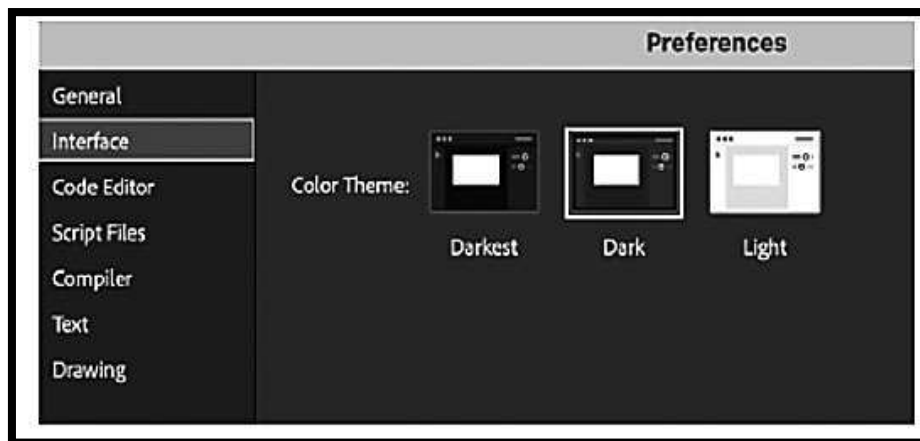 Preferences
General
Interface
Code Editor
Script Files
Compiler
Text
Drawing
Color Theme:
Darkest
Dark
Light